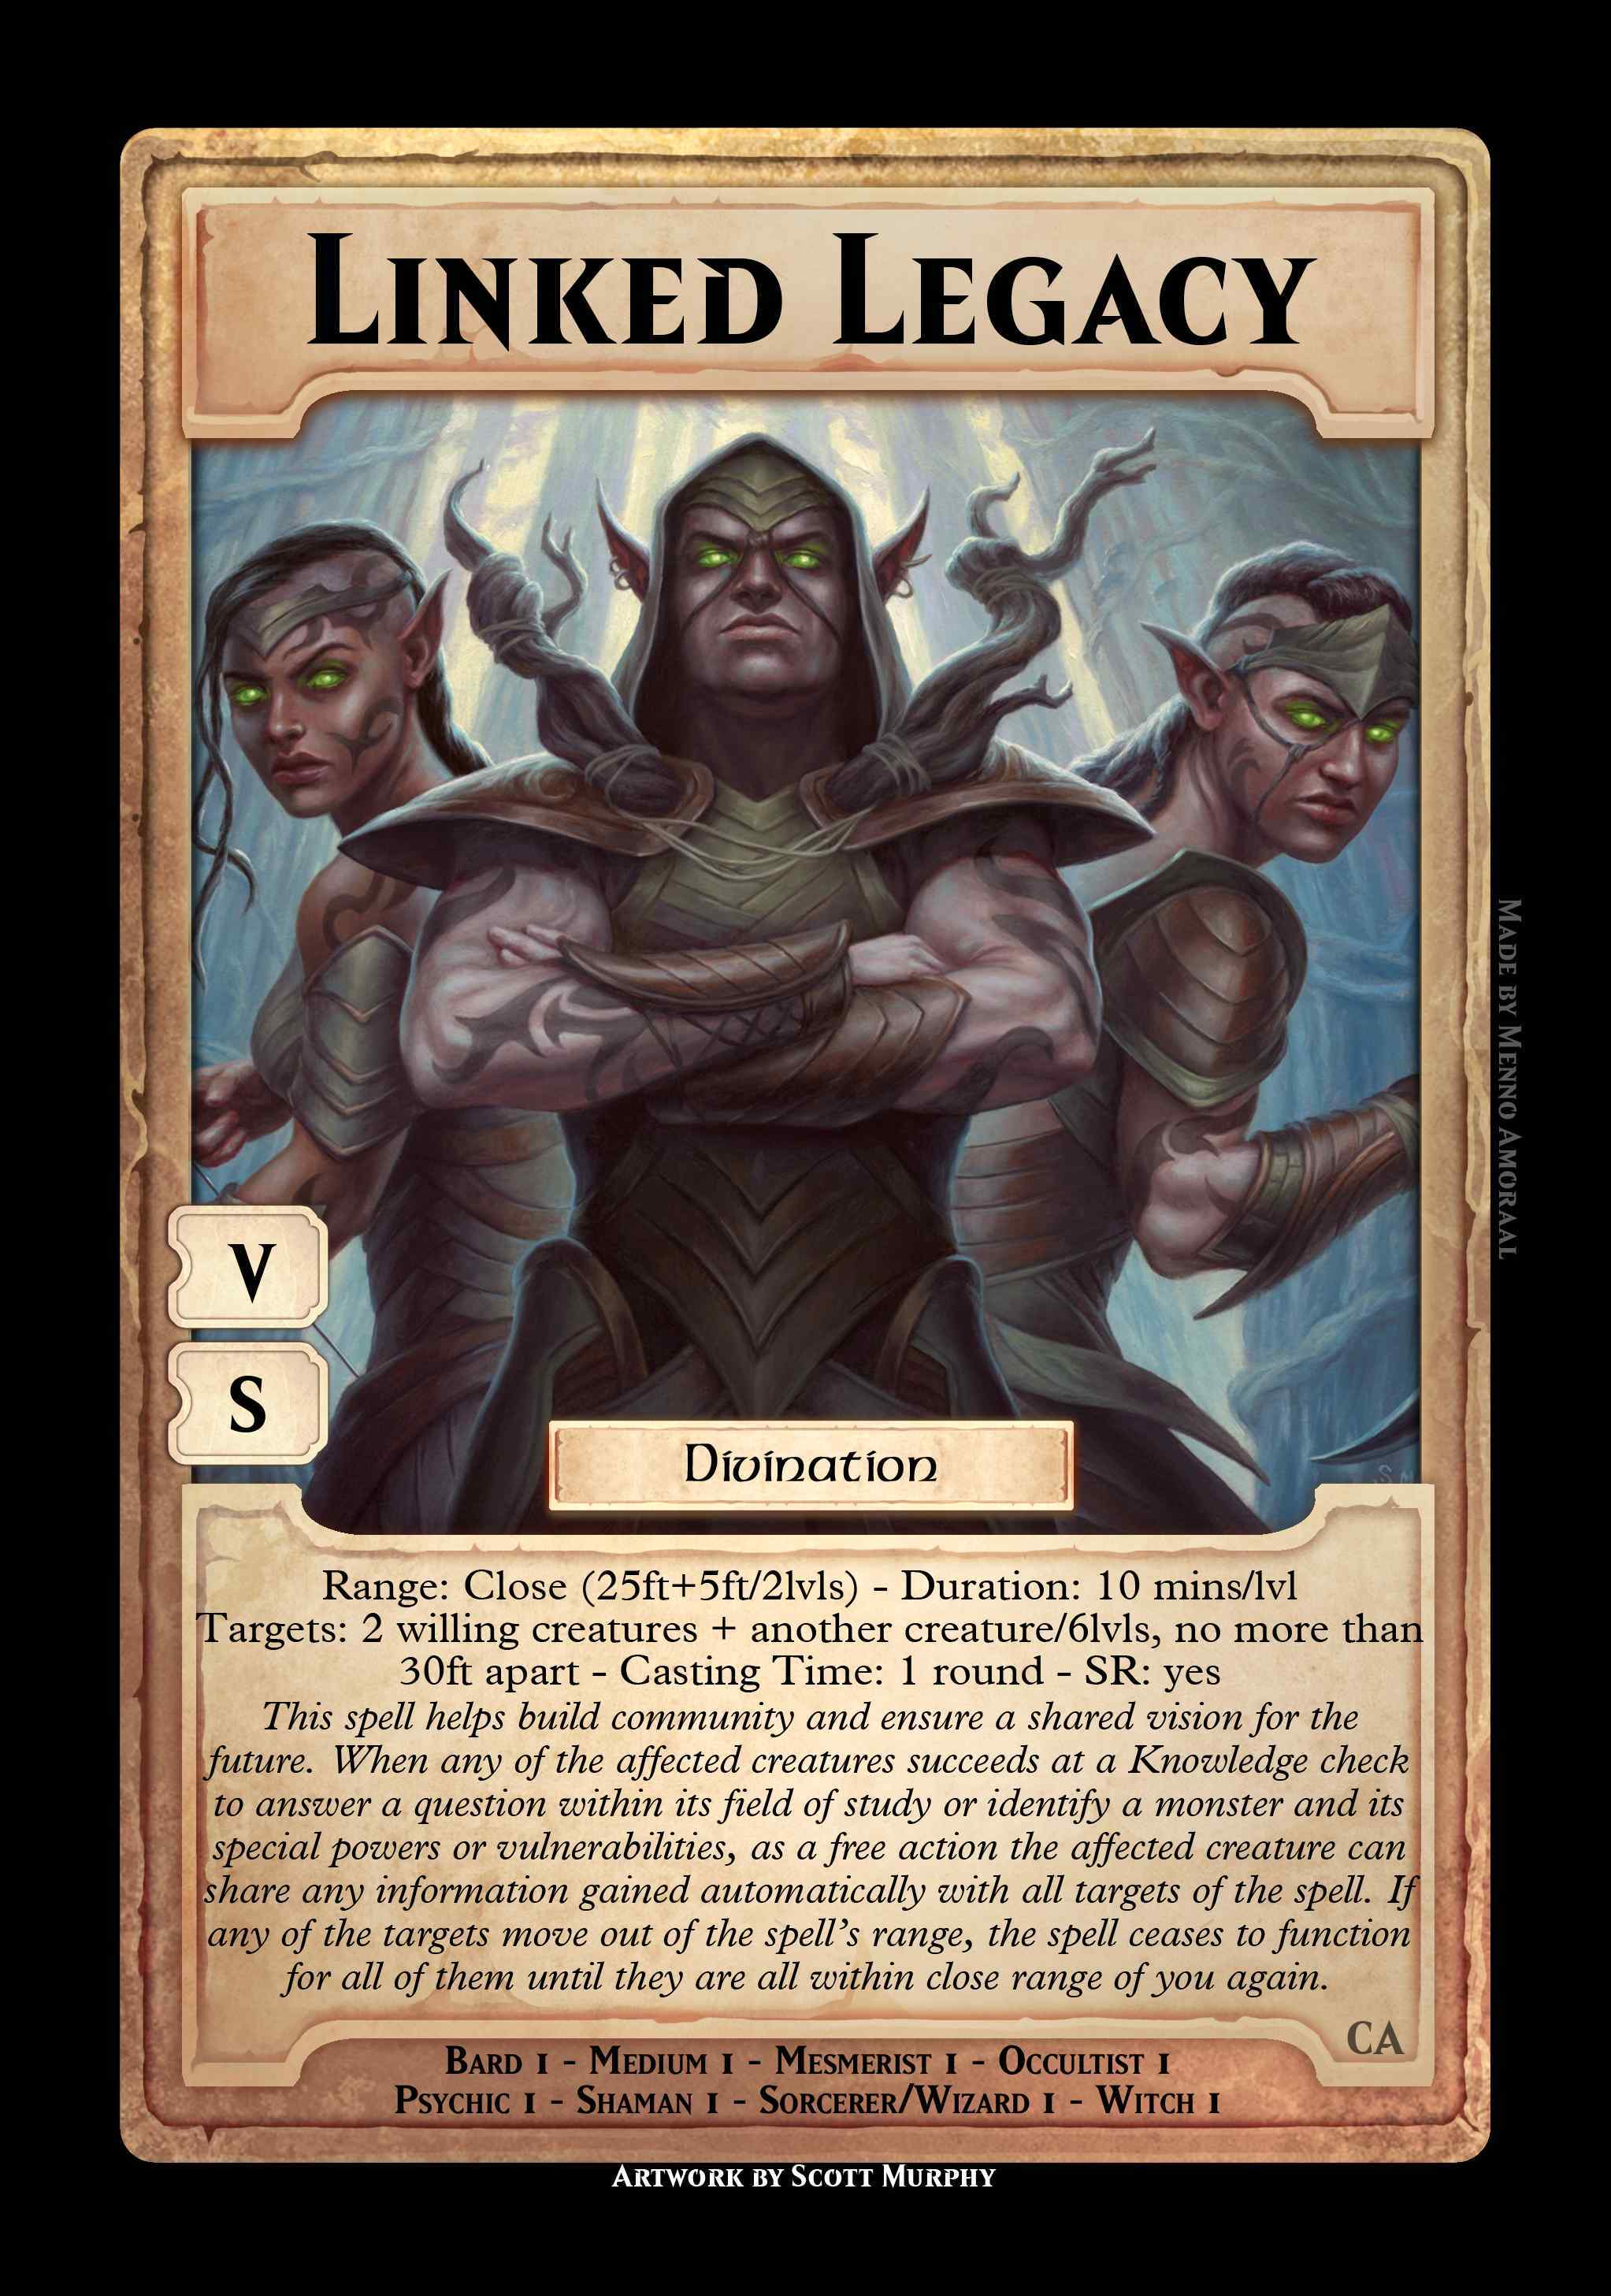 Linked Legacy
Made by Menno Amoraal
V
S
Divination
Range: Close (25ft+5ft/2lvls) - Duration: 10 mins/lvl
Targets: 2 willing creatures + another creature/6lvls, no more than
30ft apart - Casting Time: 1 round - SR: yes
This spell helps build community and ensure a shared vision for the
future. When any of the affected creatures succeeds at a Knowledge check
to answer a question within its field of study or identify a monster and its
special powers or vulnerabilities, as a free action the affected creature can
share any information gained automatically with all targets of the spell. If
any of the targets move out of the spell’s range, the spell ceases to function
for all of them until they are all within close range of you again.
CA
Bard 1 - Medium 1 - Mesmerist 1 - Occultist 1
Psychic 1 - Shaman 1 - Sorcerer/Wizard 1 - Witch 1
Artwork by Scott Murphy